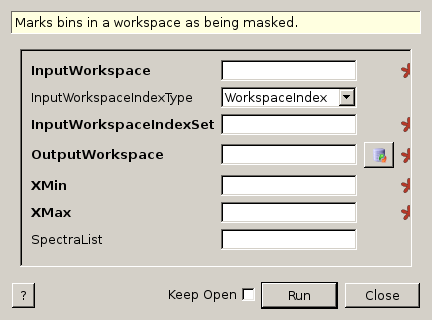 Marks bins in a workspace as being masked.
InputWorkspace
InputWorkspaceIndexType WorkspaceIndex
InputWorkspaceIndexSet
OutputWorkspace
XMin
XMax
SpectraList
? Keep Open Run Close